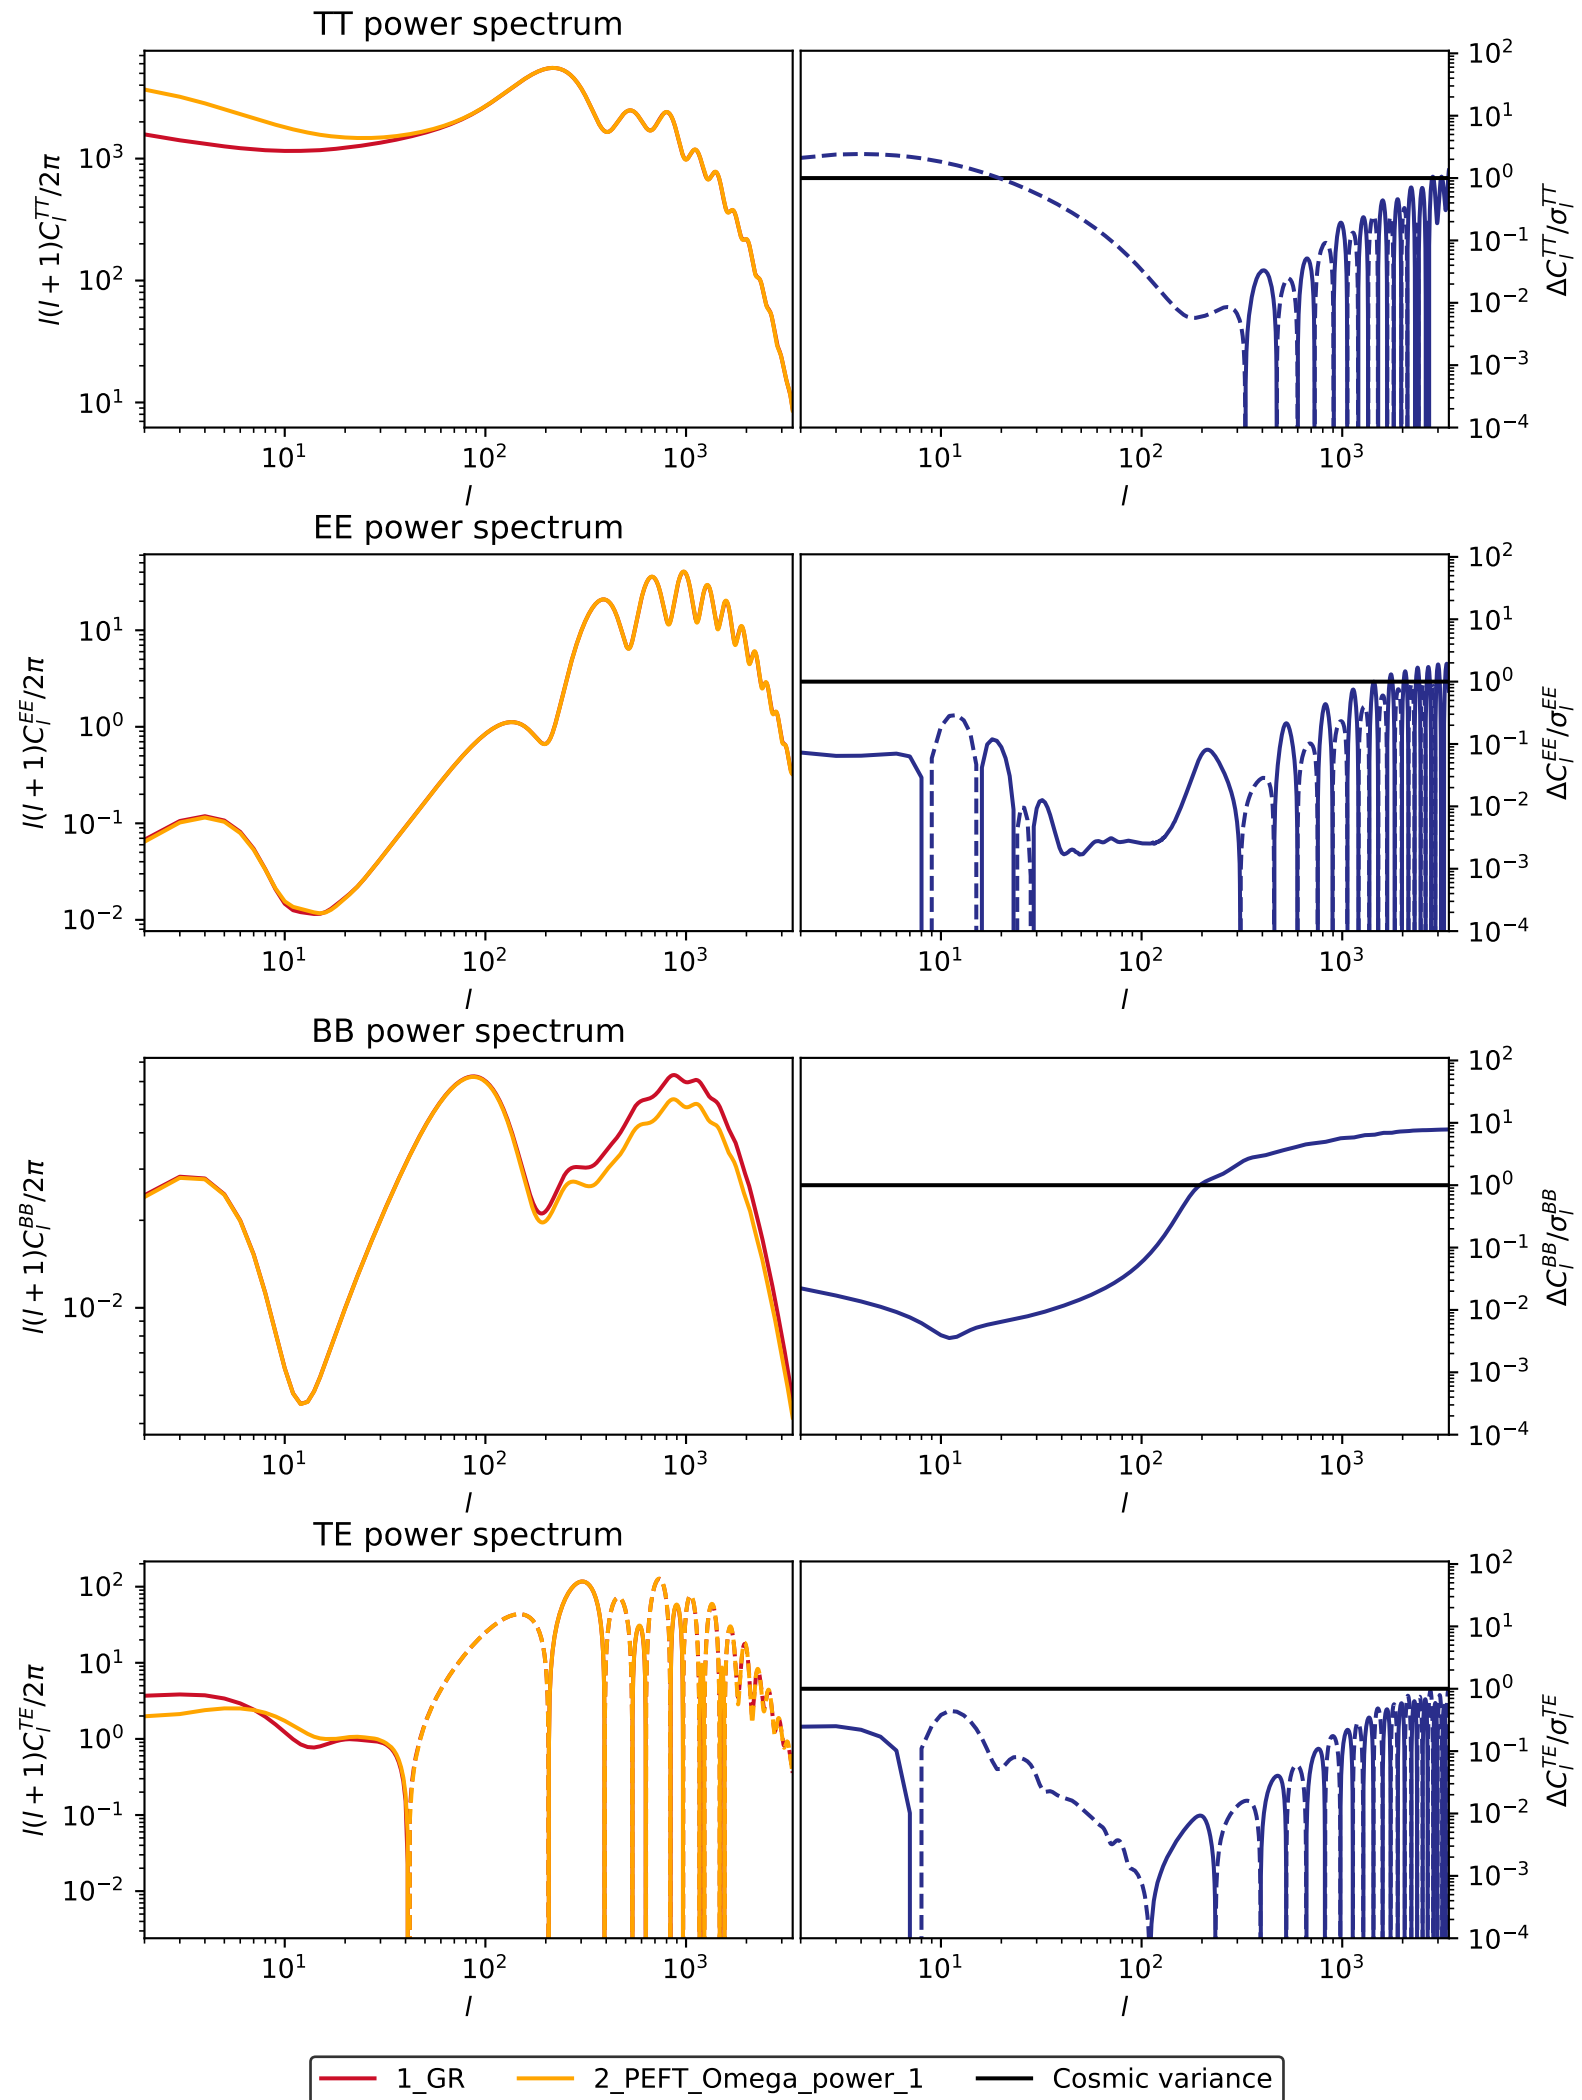 TT power spectrum
l(l + 1)C_l^{TT}/2π
10^3
10^2
10^1
10^1 10^2 10^3
l
10^1 10^2 10^3
l
10^2
10^1
10^0
10^−1
10^−2
10^−3
10^−4
ΔC_l^{TT}/σ_l^{TT}
EE power spectrum
l(l + 1)C_l^{EE}/2π
10^1
10^0
10^−1
10^−2
10^1 10^2 10^3
l
10^1 10^2 10^3
l
10^2
10^1
10^0
10^−1
10^−2
10^−3
10^−4
ΔC_l^{EE}/σ_l^{EE}
BB power spectrum
l(l + 1)C_l^{BB}/2π
10^−2
10^1 10^2 10^3
l
10^1 10^2 10^3
l
10^2
10^1
10^0
10^−1
10^−2
10^−3
10^−4
ΔC_l^{BB}/σ_l^{BB}
TE power spectrum
l(l + 1)C_l^{TE}/2π
10^2
10^1
10^0
10^−1
10^−2
10^1 10^2 10^3
l
10^1 10^2 10^3
l
10^2
10^1
10^0
10^−1
10^−2
10^−3
10^−4
ΔC_l^{TE}/σ_l^{TE}
1_GR 2_PEFT_Omega_power_1 Cosmic variance